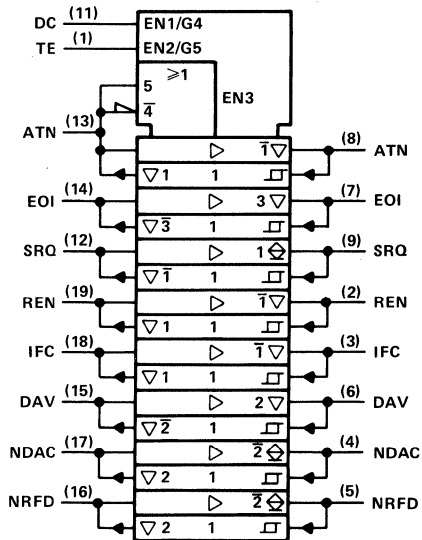 DC (11) EN1/G4
TE (1) EN2/G5
≥1
5 EN3
4̅
ATN (13) ▷ 1̅ ▽ (8) ATN
▽ 1 1
EOI (14) ▷ 3 ▽ (7) EOI
▽ 3̅ 1
SRQ (12) ▷ 1 (9) SRQ
▽ 1̅ 1
REN (19) ▷ 1̅ ▽ (2) REN
▽ 1 1
IFC (18) ▷ 1̅ ▽ (3) IFC
▽ 1 1
DAV (15) ▷ 2 ▽ (6) DAV
▽ 2̅ 1
NDAC (17) ▷ 2̅ (4) NDAC
▽ 2 1
NRFD (16) ▷ 2̅ (5) NRFD
▽ 2 1